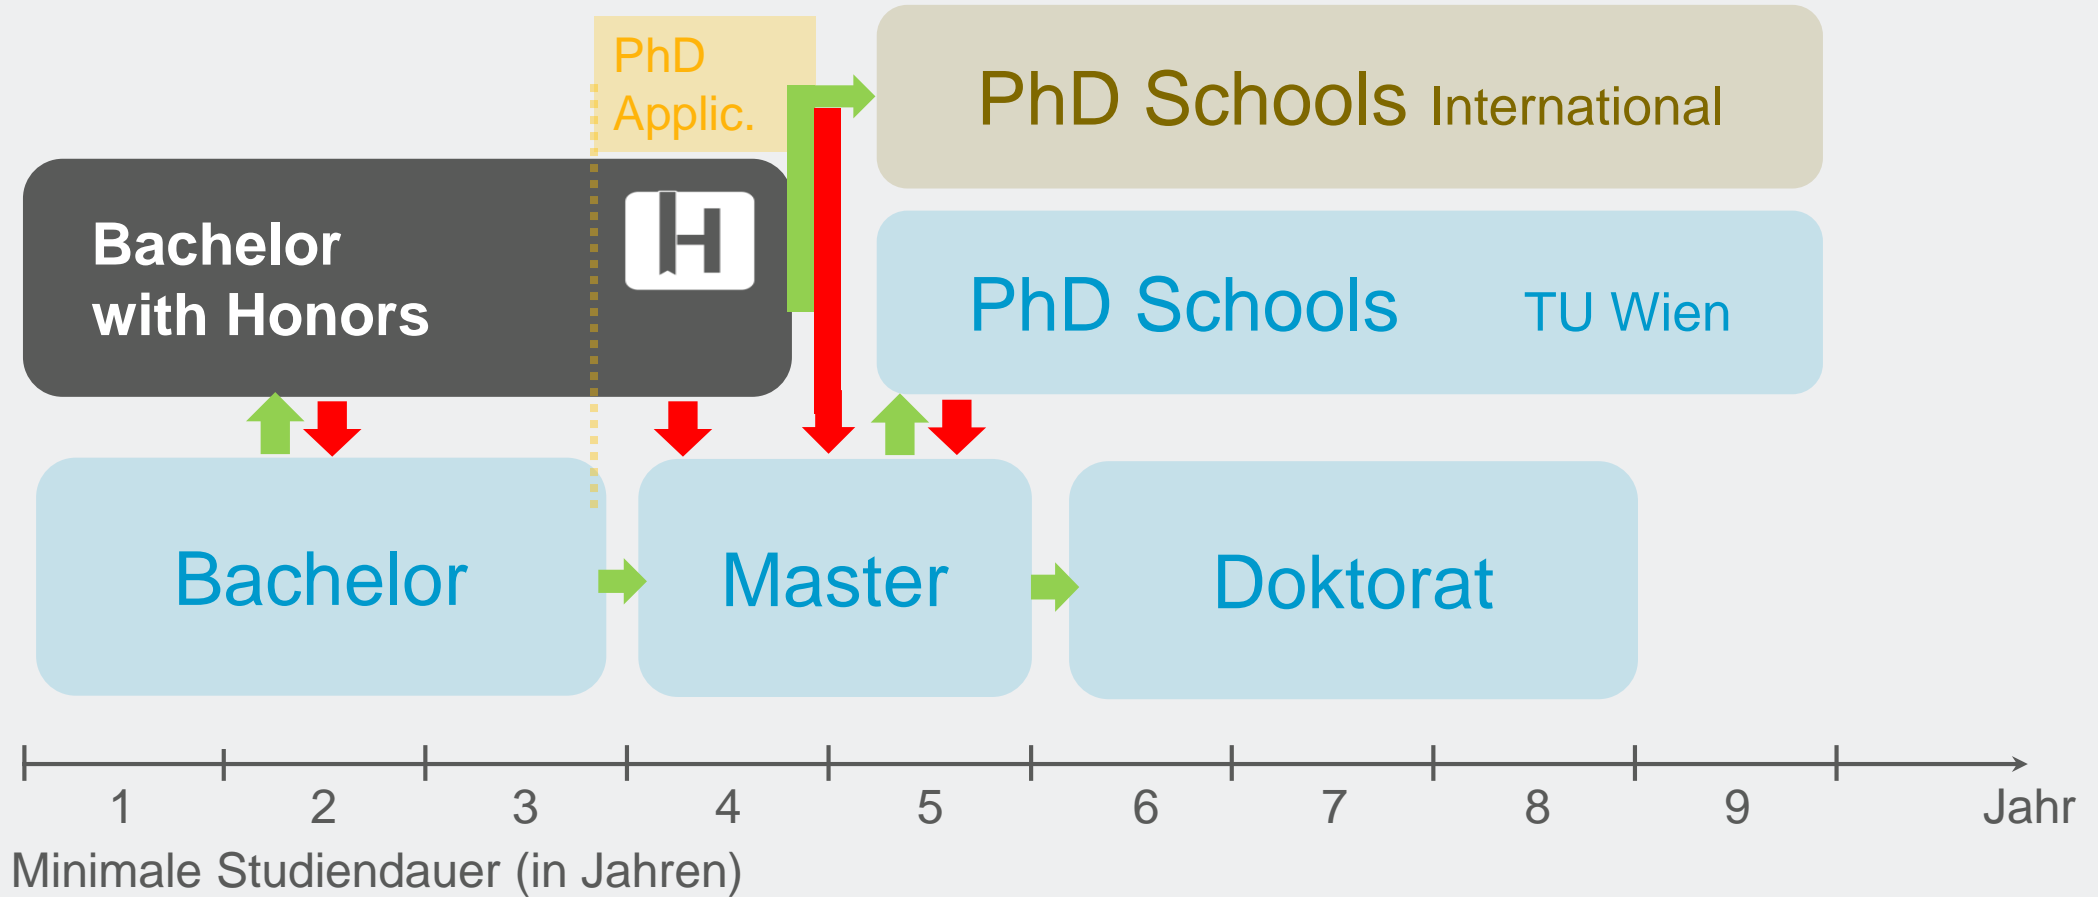 PhD
Applic.
PhD Schools International
Bachelor
with Honors
H
PhD Schools TU Wien
Bachelor
Master
Doktorat
1 2 3 4 5 6 7 8 9 Jahr
Minimale Studiendauer (in Jahren)